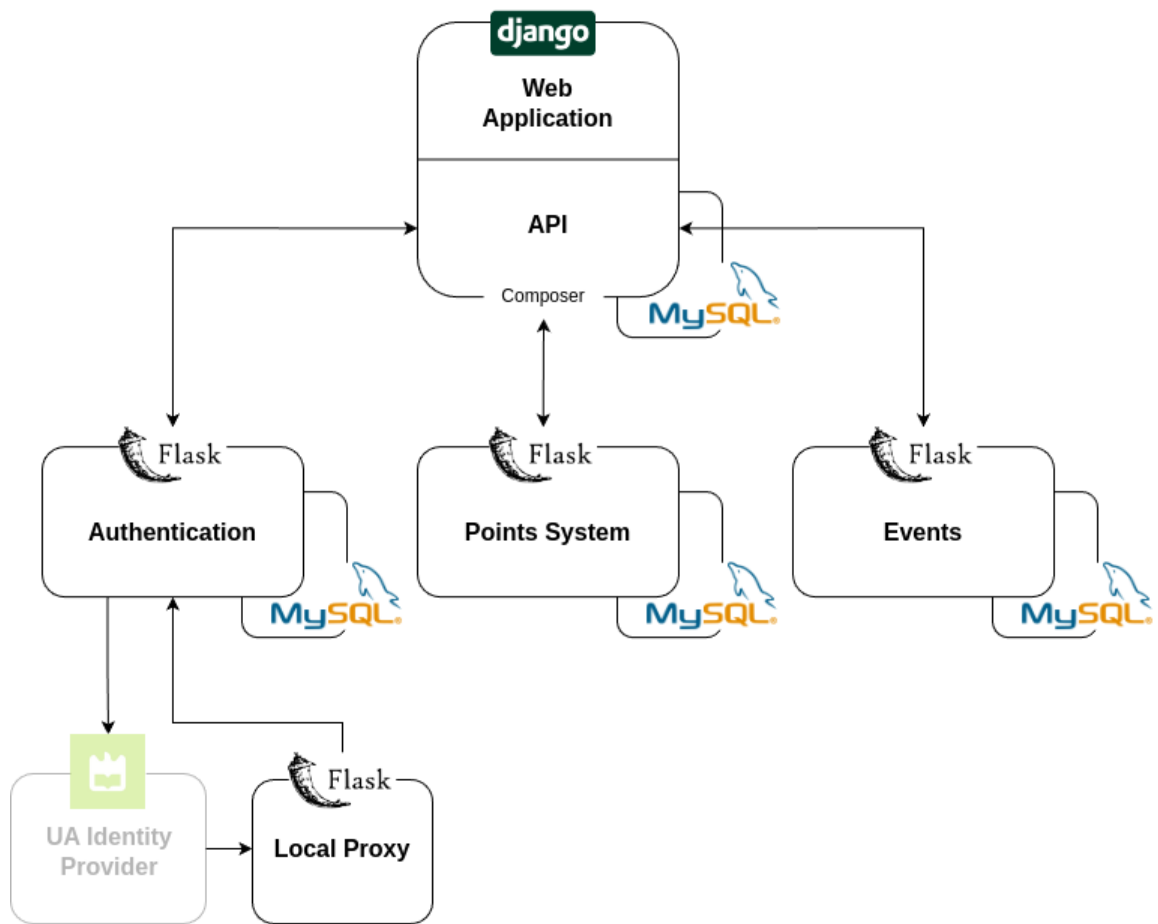 django
Web
Application
API
Composer
MySQL®
Flask
Flask
Flask
Authentication
Points System
Events
MySQL®
MySQL®
MySQL®
Flask
UA Identity
Provider
Local Proxy